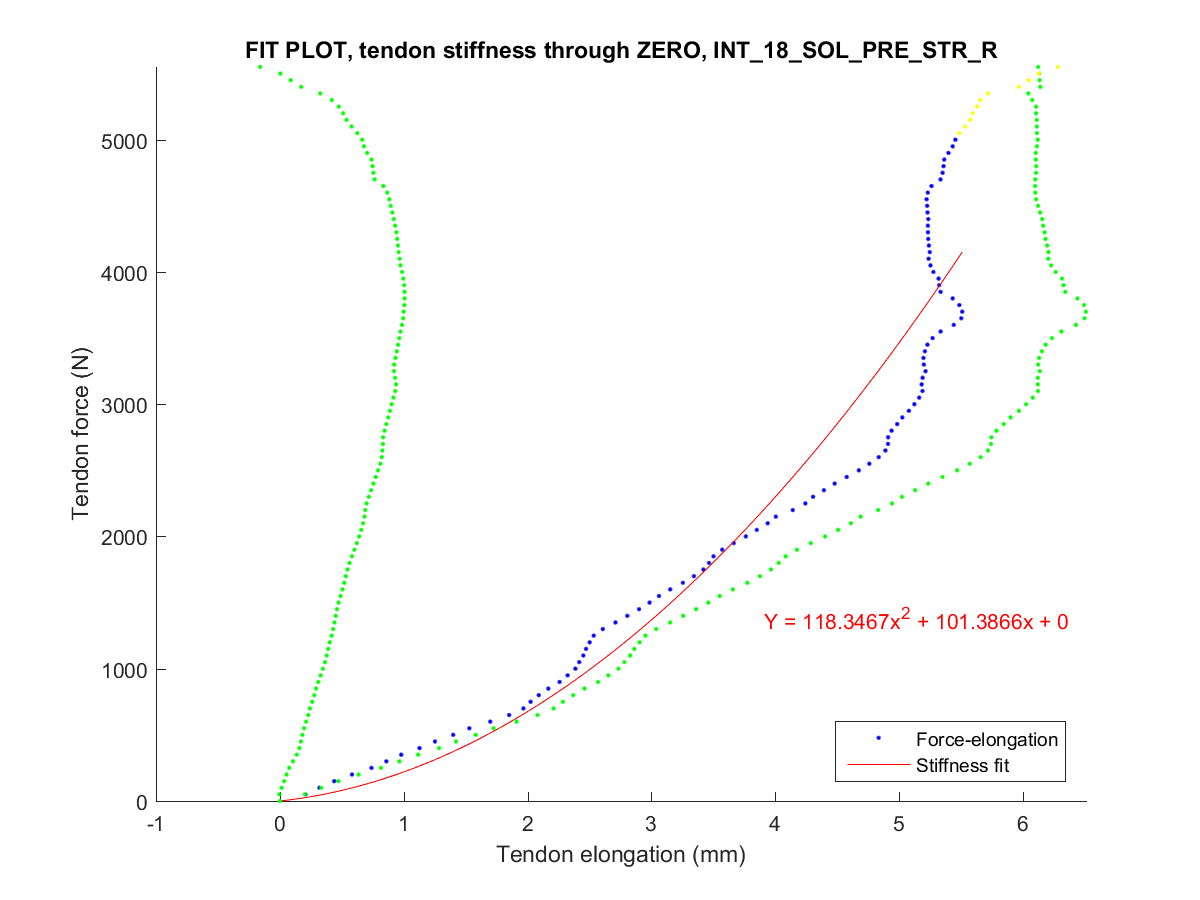 FIT PLOT, tendon stiffness through ZERO, INT_18_SOL_PRE_STR_R
Tendon force (N)
5000
4000
3000
2000
1000
0
Y = 118.3467x² + 101.3866x + 0
Force-elongation
Stiffness fit
-1 0 1 2 3 4 5 6
Tendon elongation (mm)